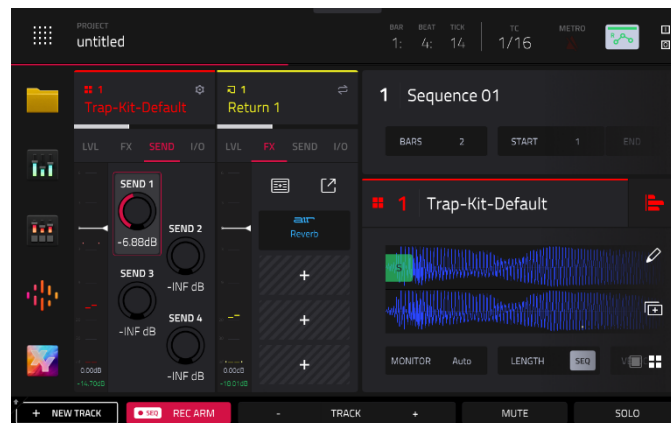 PROJECT
untitled
BAR BEAT TICK
1: 4: 14
TC
1/16
METRO
1
Trap-Kit-Default
1
Return 1
LVL FX SEND I/O
LVL FX SEND I/O
SEND 1
-6.88dB
SEND 2
-INF dB
SEND 3
-INF dB
SEND 4
-INF dB
0.00dB
-14.70dB
0.00dB
-18.01dB
AIR
Reverb
+
+
+
1 Sequence 01
BARS 2
START 1
END
1 Trap-Kit-Default
S
MONITOR Auto
LENGTH SEQ
+ NEW TRACK
SEQ REC ARM
- TRACK +
MUTE
SOLO